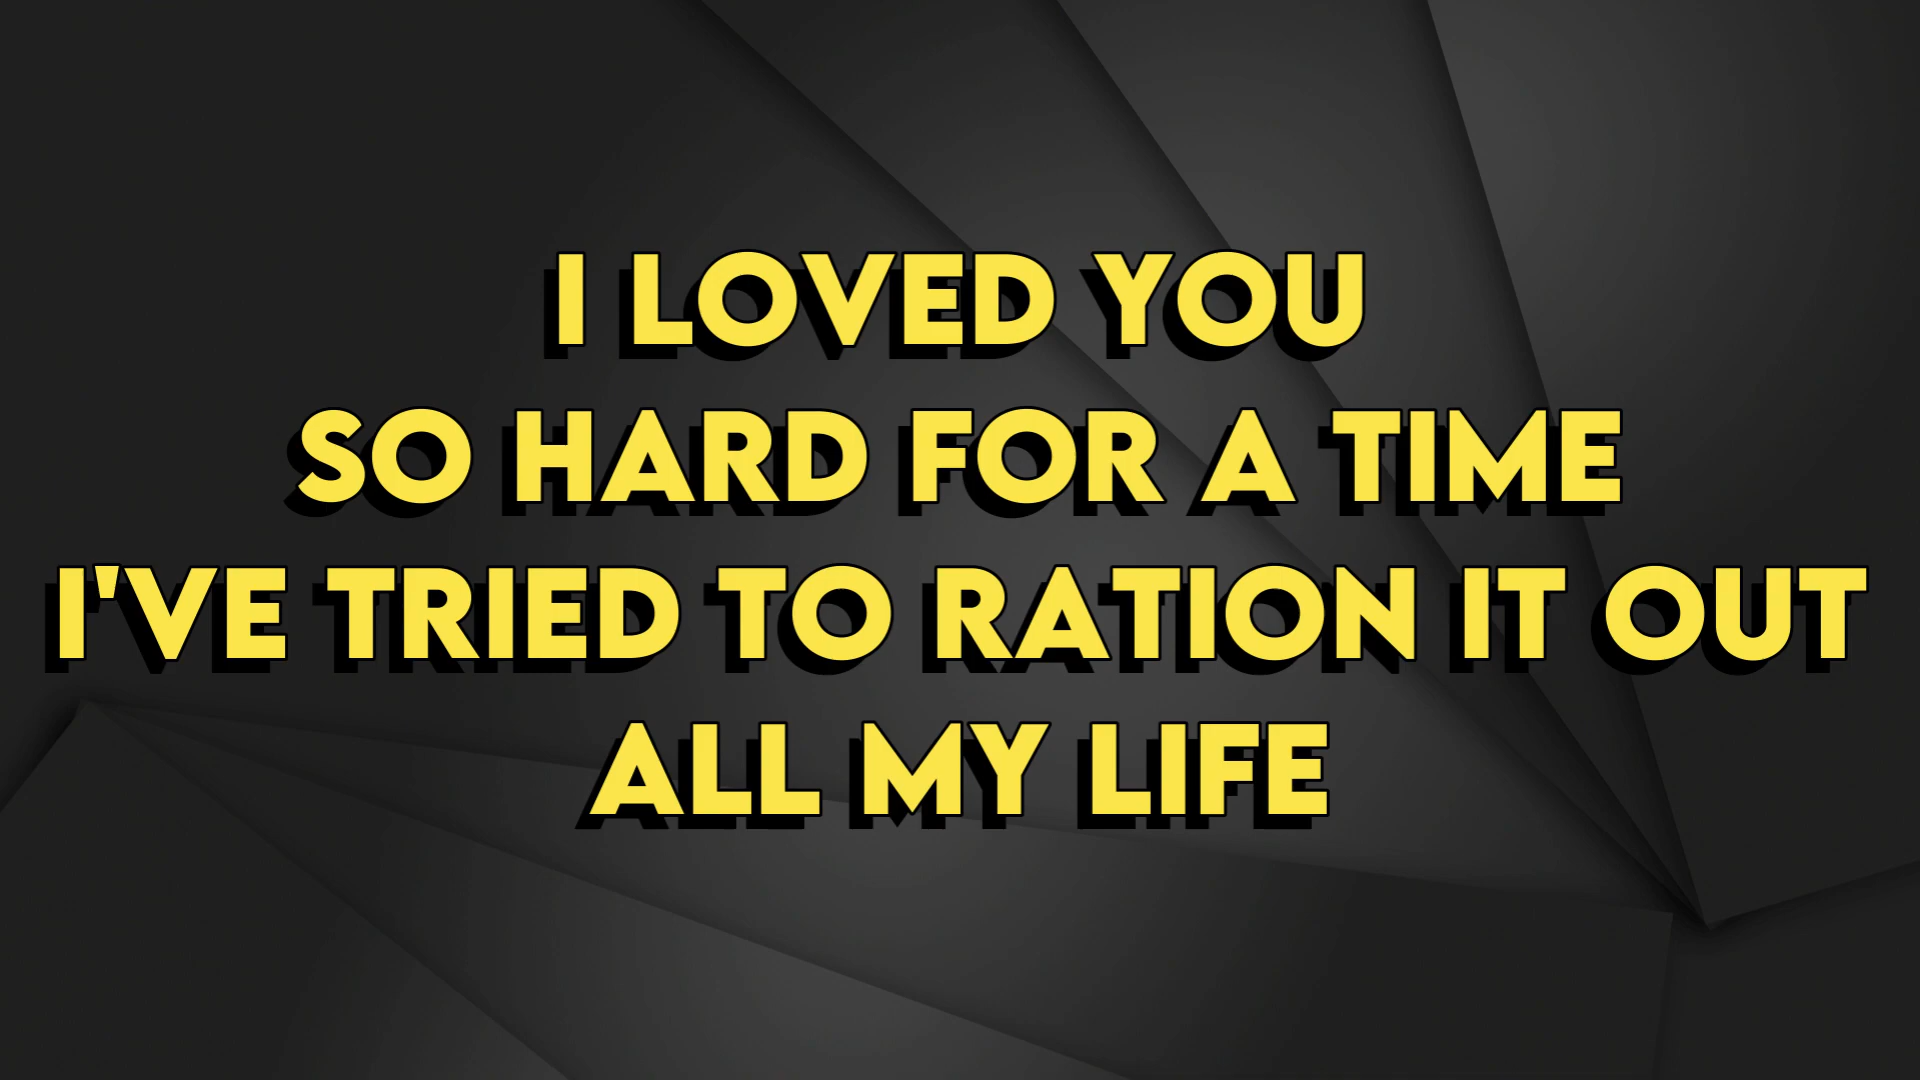 I LOVED YOU
SO HARD FOR A TIME
I'VE TRIED TO RATION IT OUT
ALL MY LIFE